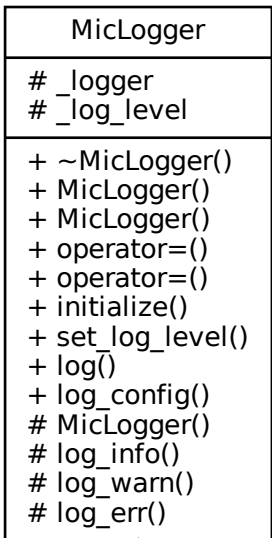 MicLogger
# _logger
# _log_level
+ ~MicLogger()
+ MicLogger()
+ MicLogger()
+ operator=()
+ operator=()
+ initialize()
+ set_log_level()
+ log()
+ log_config()
# MicLogger()
# log_info()
# log_warn()
# log_err()